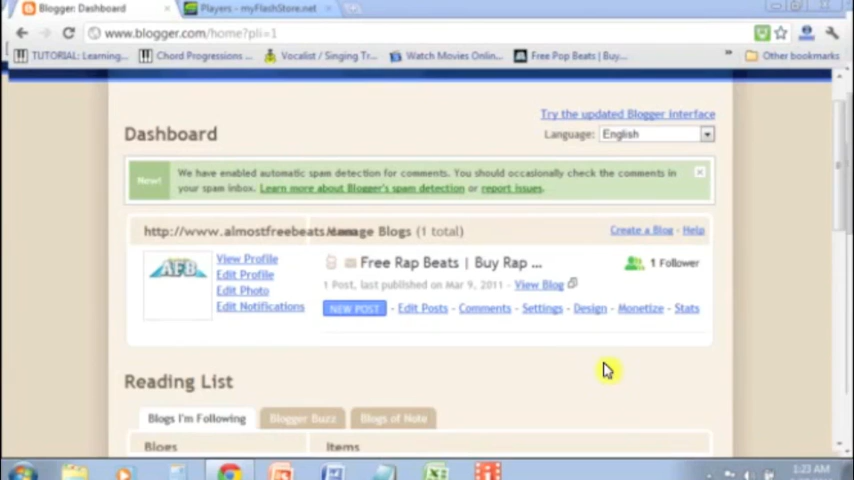 Blogger: Dashboard
Players - myFlashStore.net
www.blogger.com/home?pli=1
TUTORIAL: Learning...
Chord Progressions ...
Vocalist / Singing Tr...
Watch Movies Onlin...
Free Pop Beats | Buy...
»
Other bookmarks
Try the updated Blogger interface
Dashboard
Language: English
New!
We have enabled automatic spam detection for comments. You should occasionally check the comments in
your spam inbox. Learn more about Blogger's spam detection or report issues.
http://www.almostfreebeats.
Manage Blogs (1 total)
Create a Blog - Help
View Profile
Edit Profile
Edit Photo
Edit Notifications
AFB
Free Rap Beats | Buy Rap ...
1 Follower
1 Post, last published on Mar 9, 2011 - View Blog
NEW POST - Edit Posts - Comments - Settings - Design - Monetize - Stats
Reading List
Blogs I'm Following
Blogger Buzz
Blogs of Note
Blogs
Items
1:23 AM